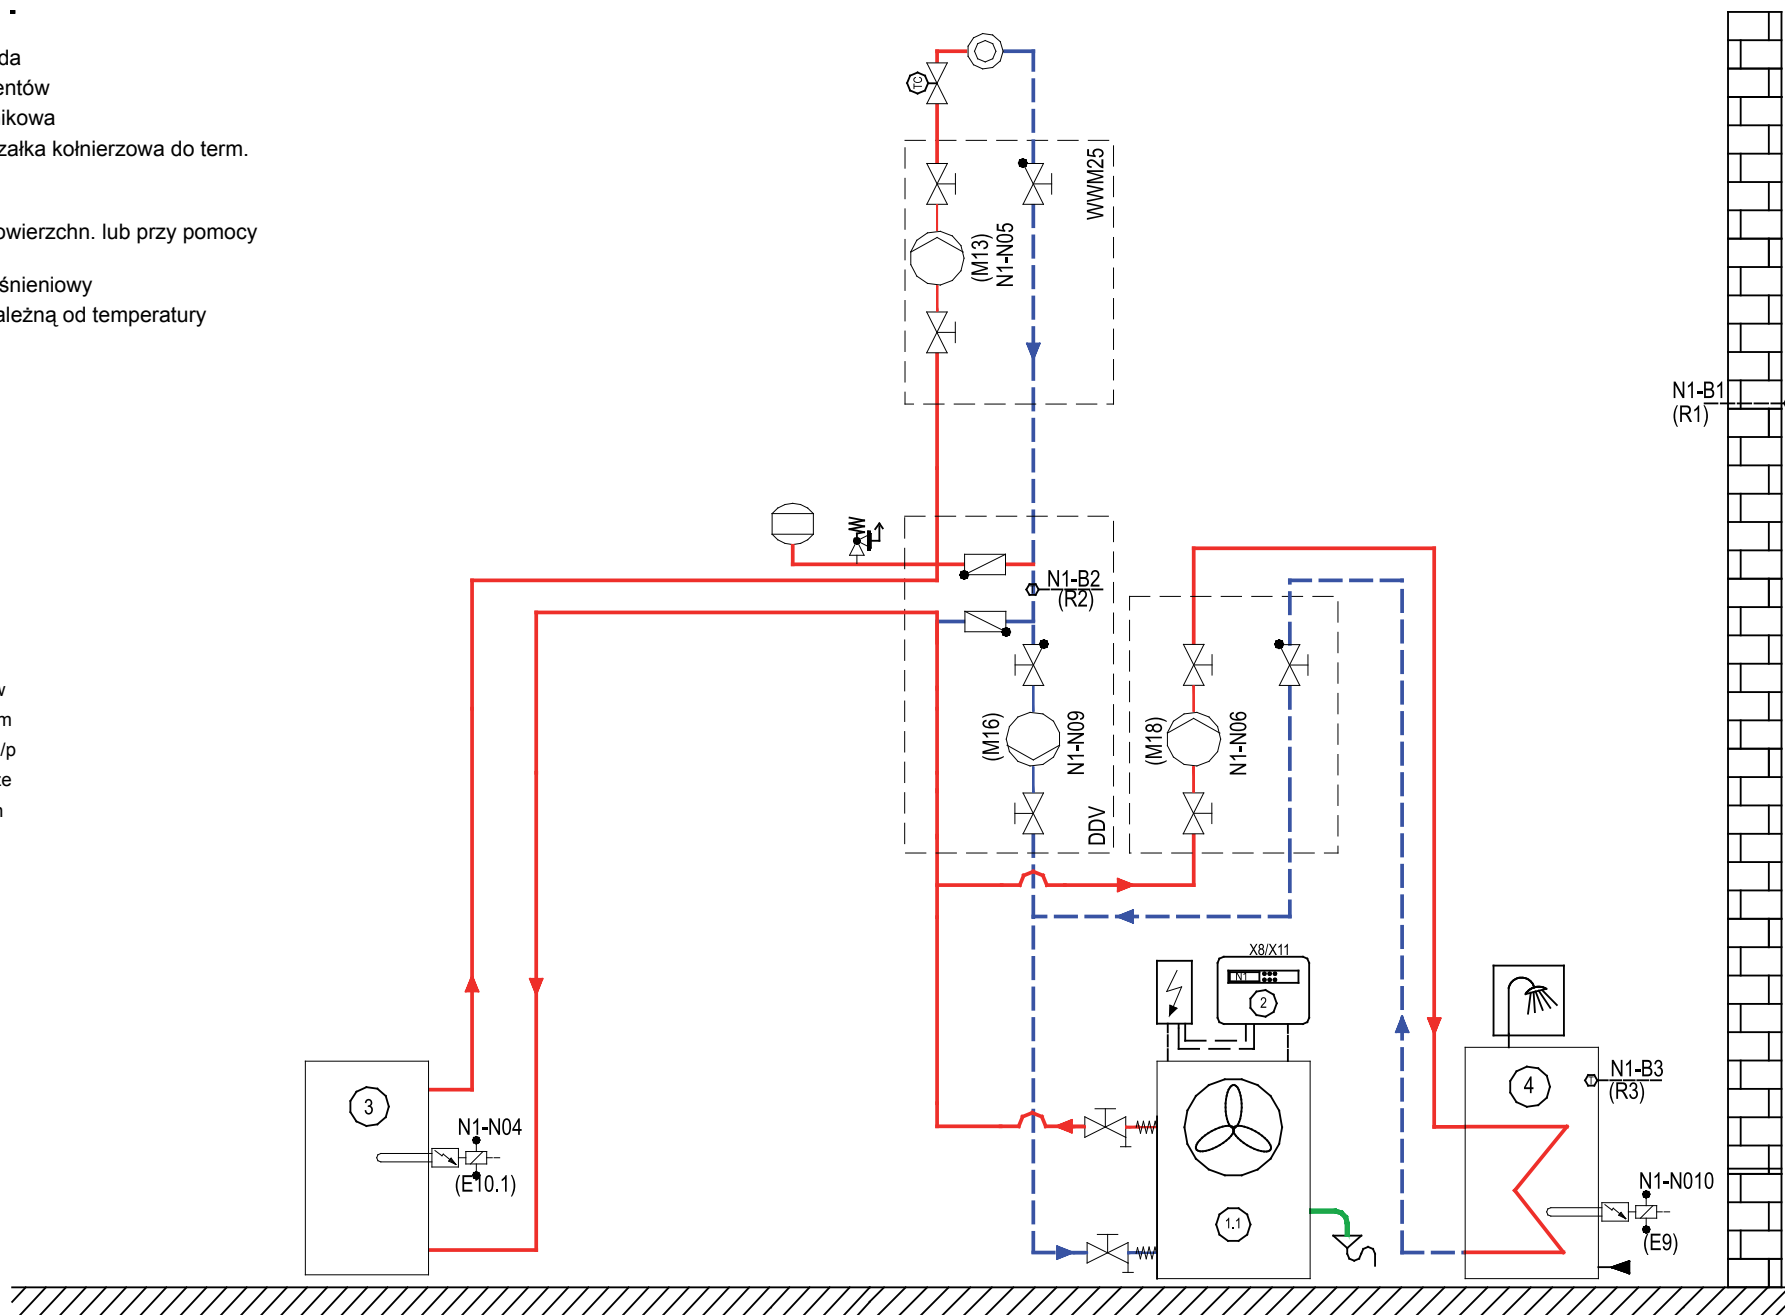 da
entów
ikowa
załka kołnierzowa do term.
owierzchn. lub przy pomocy
śnieniowy
ależną od temperatury
m
/p
te
TC
WWM25
(M13)
N1-N05
N1-B1
(R1)
N1-B2
(R2)
(M16)
N1-N09
DDV
(M18)
N1-N06
X8/X11
N1
2
3
N1-N04
(E10.1)
1.1
4
N1-B3
(R3)
N1-N010
(E9)